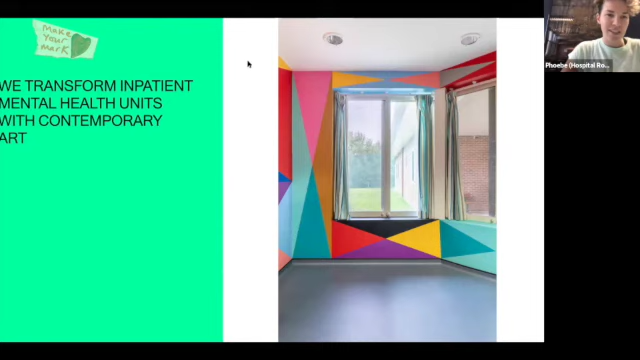 MAKE
YOUR
MARK
WE TRANSFORM INPATIENT
MENTAL HEALTH UNITS
WITH CONTEMPORARY
ART
Phoebe (Hospital Ro...